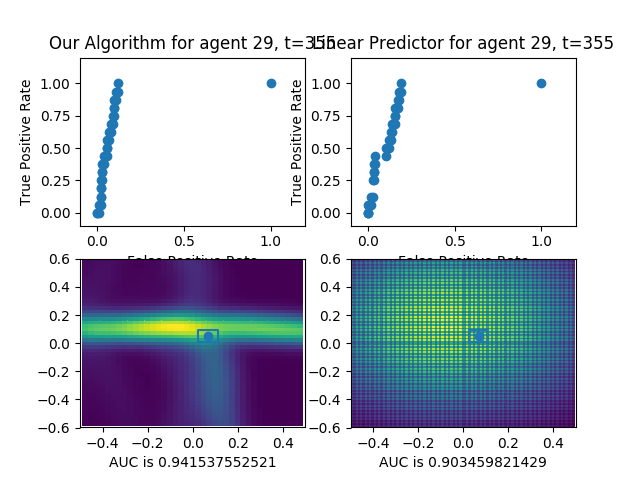 Our Algorithm for agent 29, t=355
Linear Predictor for agent 29, t=355
True Positive Rate
1.00
0.75
0.50
0.25
0.00
0.0 0.5 1.0
False Positive Rate
True Positive Rate
1.00
0.75
0.50
0.25
0.00
0.0 0.5 1.0
False Positive Rate
0.6
0.4
0.2
0.0
−0.2
−0.4
−0.6
−0.4 −0.2 0.0 0.2 0.4
AUC is 0.941537552521
0.6
0.4
0.2
0.0
−0.2
−0.4
−0.6
−0.4 −0.2 0.0 0.2 0.4
AUC is 0.903459821429